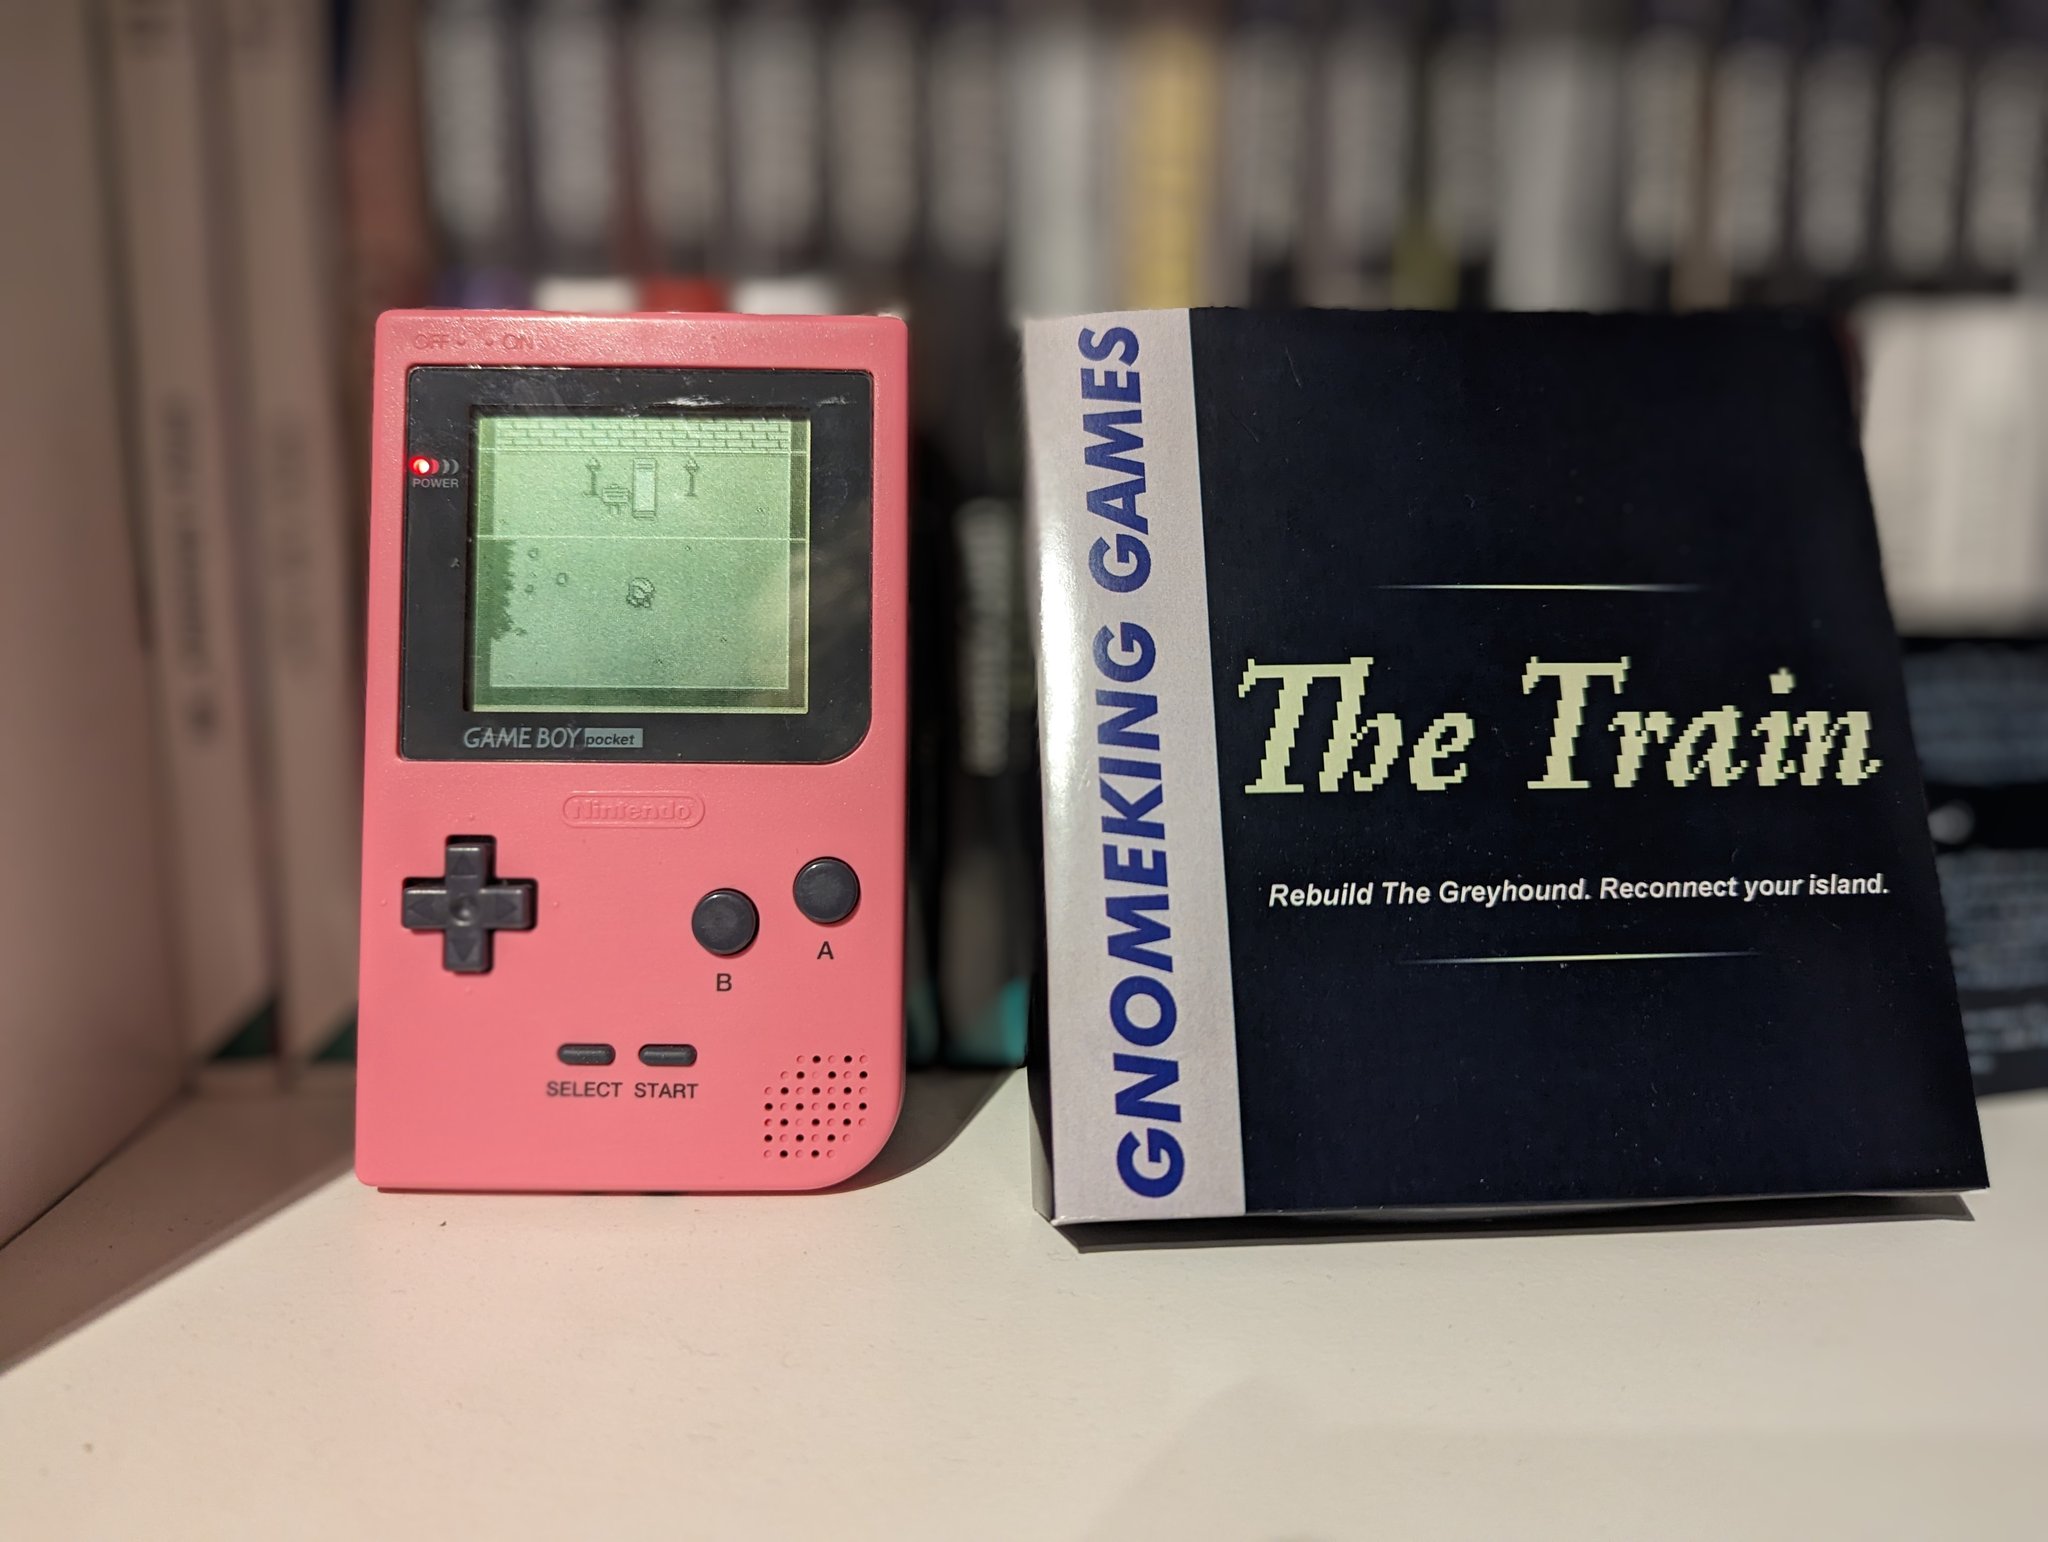 OFF • • ON
POWER
GAME BOY pocket
Nintendo
A
B
SELECT START
GNOMEKING GAMES
The Train
Rebuild The Greyhound. Reconnect your island.